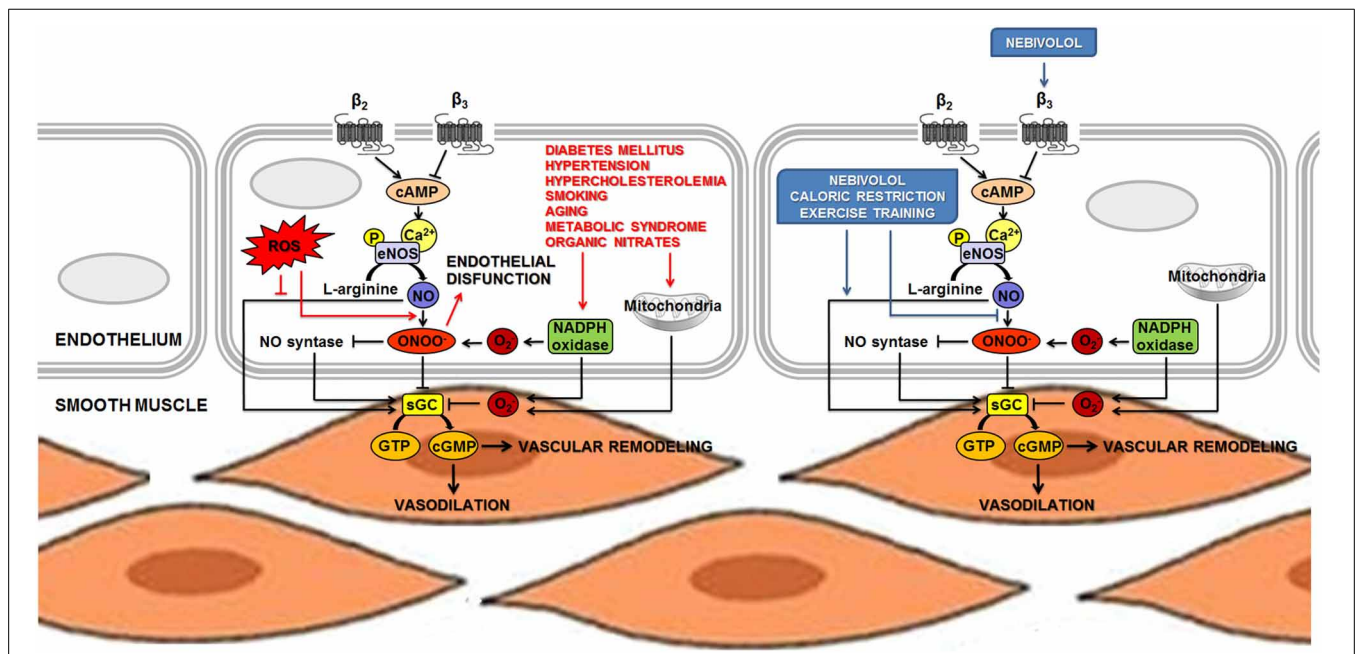 NEBIVOLOL
β2
β3
β2
β3
DIABETES MELLITUS
HYPERTENSION
HYPERCHOLESTEROLEMIA
SMOKING
AGING
METABOLIC SYNDROME
ORGANIC NITRATES
NEBIVOLOL
CALORIC RESTRICTION
EXERCISE TRAINING
cAMP
cAMP
ROS
P
Ca2+
eNOS
P
Ca2+
eNOS
ENDOTHELIAL
DISFUNCTION
L-arginine
NO
Mitochondria
L-arginine
NO
Mitochondria
ENDOTHELIUM
NO syntase
ONOO-
O2-
NADPH
oxidase
NO syntase
ONOO-
O2-
NADPH
oxidase
SMOOTH MUSCLE
sGC
O2-
sGC
O2-
GTP
cGMP
VASCULAR REMODELING
GTP
cGMP
VASCULAR REMODELING
VASODILATION
VASODILATION